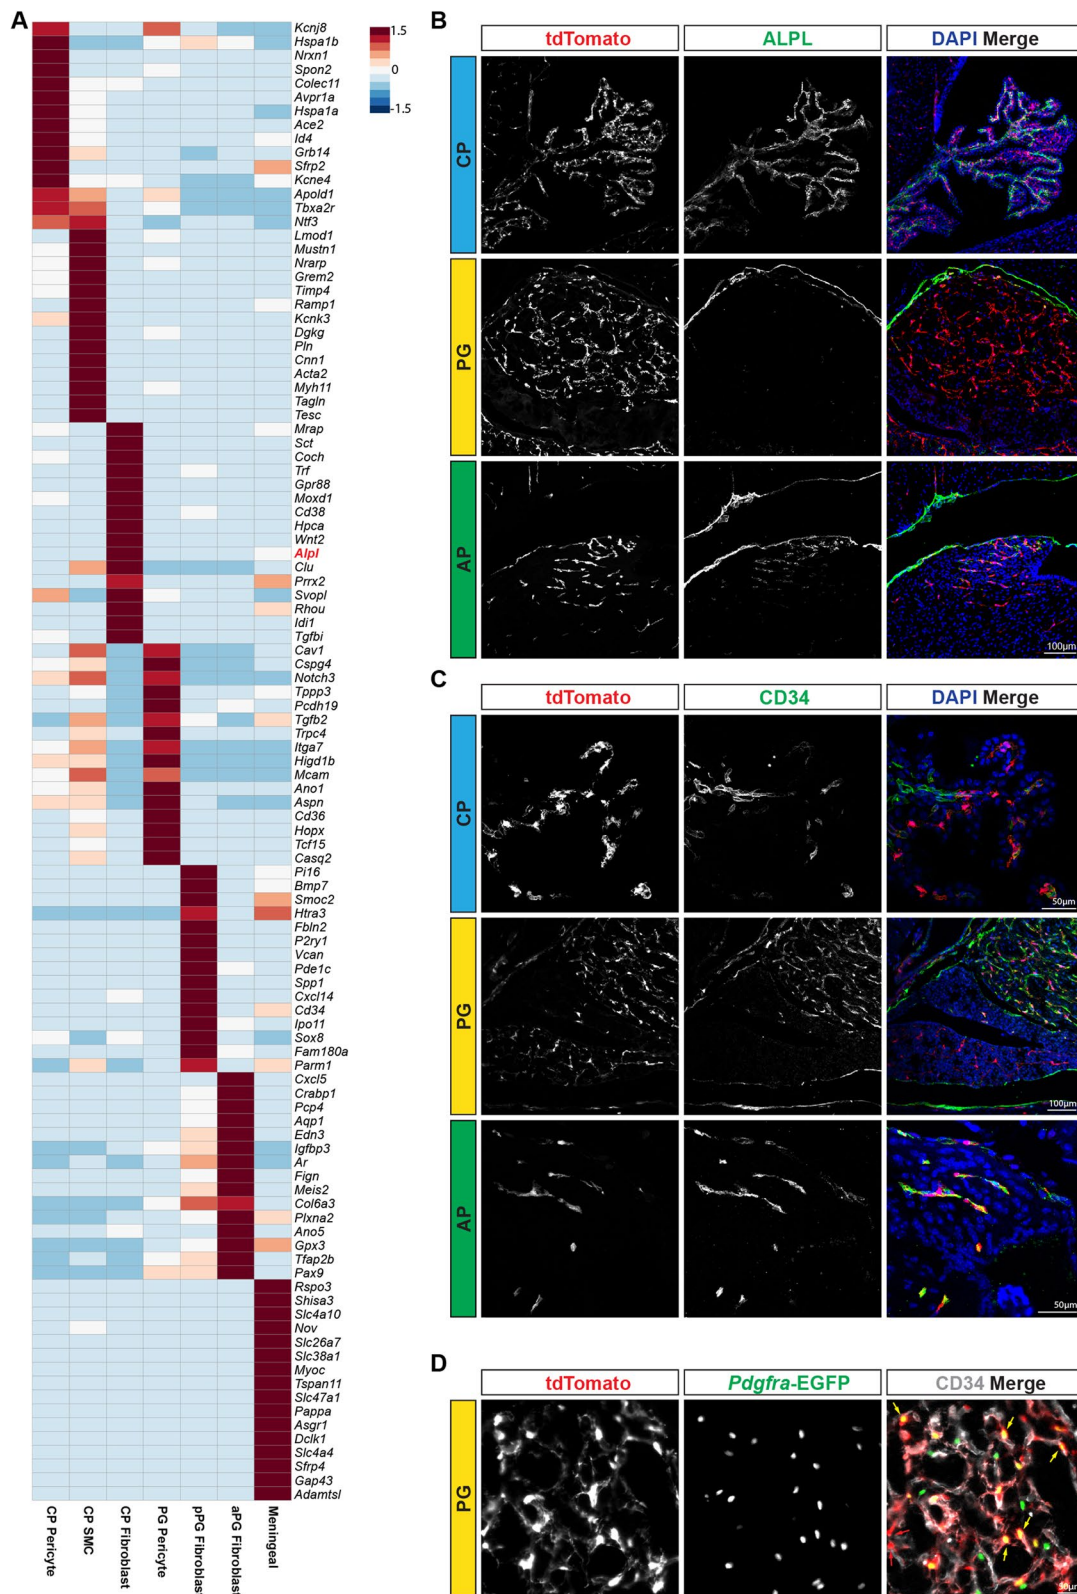 A
Kcnj8
Hspa1b
Nrxn1
Spon2
Colec11
Avpr1a
Hspa1a
Ace2
Id4
Grb14
Sfrp2
Kcne4
Apold1
Tbxa2r
Ntf3
Lmod1
Mustn1
Nrarp
Grem2
Timp4
Ramp1
Kcnk3
Dgkg
Pln
Cnn1
Acta2
Myh11
Tagln
Tesc
Mrap
Sct
Coch
Trf
Gpr88
Moxd1
Cd38
Hpca
Wnt2
Alpl
Clu
Prrx2
Svopl
Rhou
Idi1
Tgfbi
Cav1
Cspg4
Notch3
Tppp3
Pcdh19
Tgfb2
Trpc4
Itga7
Higd1b
Mcam
Ano1
Aspn
Cd36
Hopx
Tcf15
Casq2
Pi16
Bmp7
Smoc2
Htra3
Fbln2
P2ry1
Vcan
Pde1c
Spp1
Cxcl14
Cd34
Ipo11
Sox8
Fam180a
Parm1
Cxcl5
Crabp1
Pcp4
Aqp1
Edn3
Igfbp3
Ar
Fign
Meis2
Col6a3
Plxna2
Ano5
Gpx3
Tfap2b
Pax9
Rspo3
Shisa3
Slc4a10
Nov
Slc26a7
Slc38a1
Myoc
Tspan11
Slc47a1
Pappa
Asgr1
Dclk1
Slc4a4
Sfrp4
Gap43
Adamtsl
CP Pericyte
CP SMC
CP Fibroblast
PG Pericyte
pPG Fibroblast
aPG Fibroblast
Meningeal
1.5
0
-1.5
B
tdTomato
ALPL
DAPI Merge
CP
PG
AP
100µm
C
tdTomato
CD34
DAPI Merge
CP
50µm
PG
100µm
AP
50µm
D
tdTomato
Pdgfra-EGFP
CD34 Merge
PG